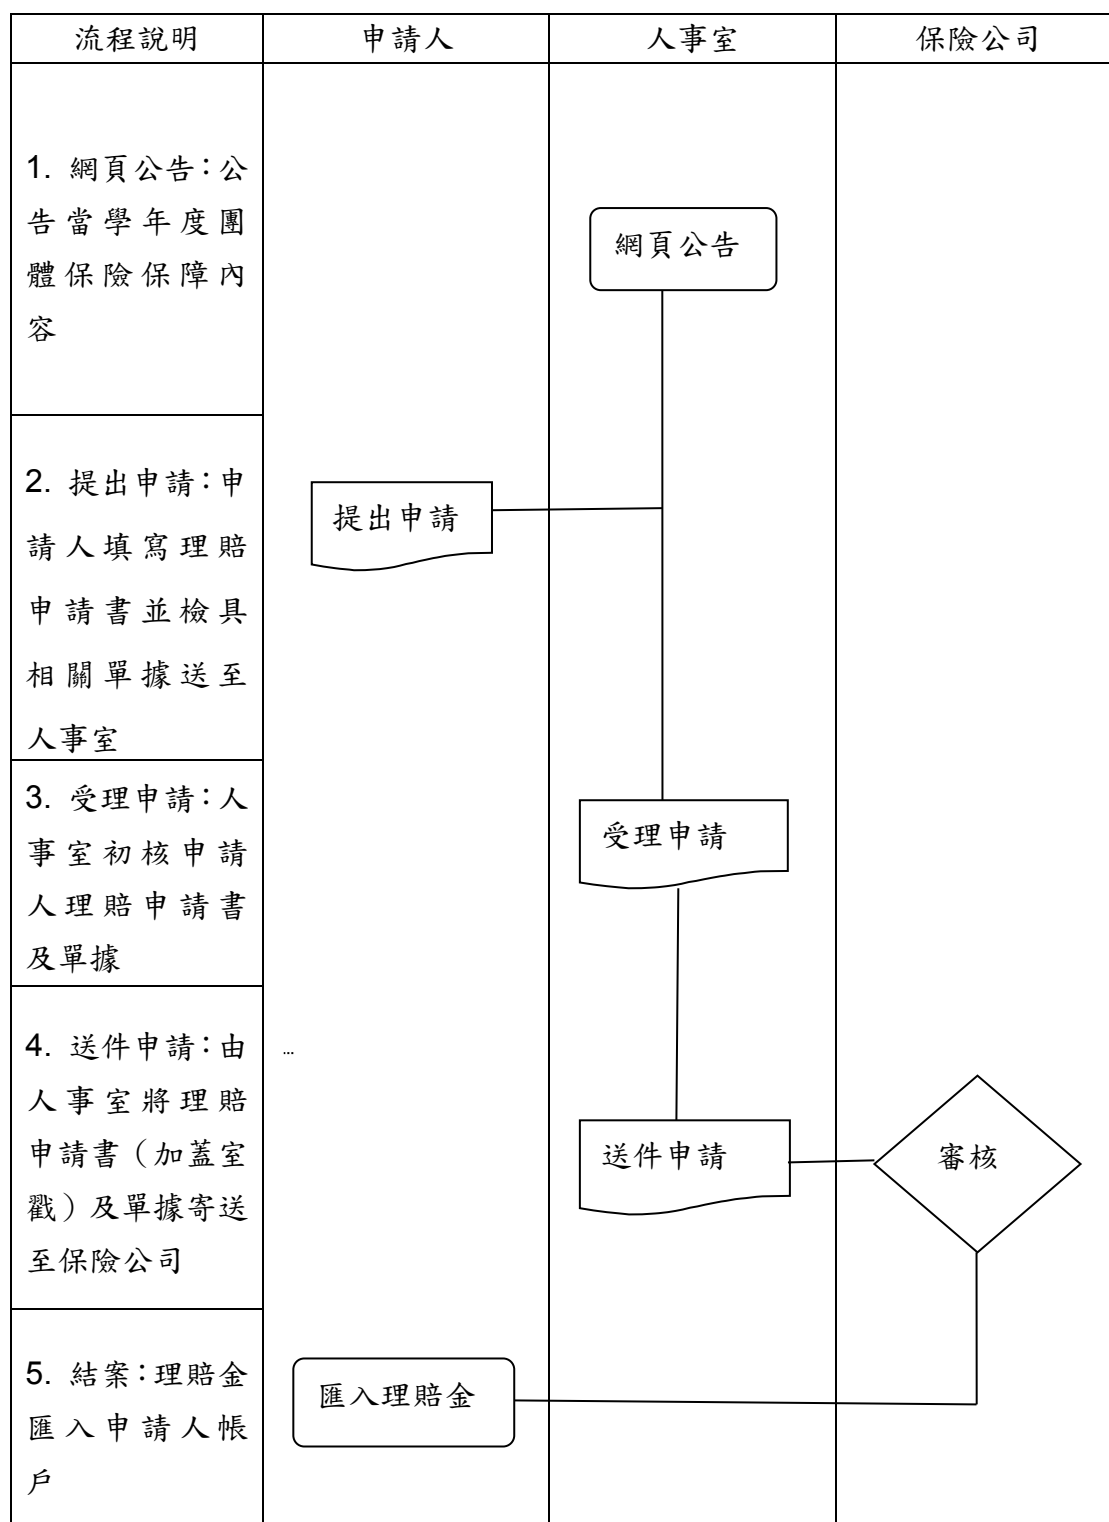 流程說明 申請人 人事室 保險公司
1. 網頁公告：公
告當學年度團
體保險保障內
容
網頁公告
2. 提出申請：申
請人填寫理賠
申請書並檢具
相關單據送至
人事室
提出申請
3. 受理申請：人
事室初核申請
人理賠申請書
及單據
受理申請
4. 送件申請：由
人事室將理賠
申請書（加蓋室
戳）及單據寄送
至保險公司
…
送件申請
審核
5. 結案：理賠金
匯入申請人帳
戶
匯入理賠金